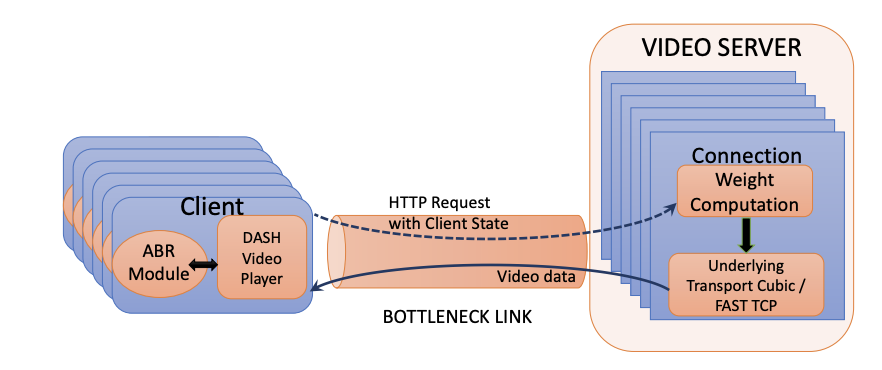 VIDEO SERVER
Client
ABR
Module
DASH
Video
Player
HTTP Request
with Client State
Video data
BOTTLENECK LINK
Connection
Weight
Computation
Underlying
Transport Cubic /
FAST TCP